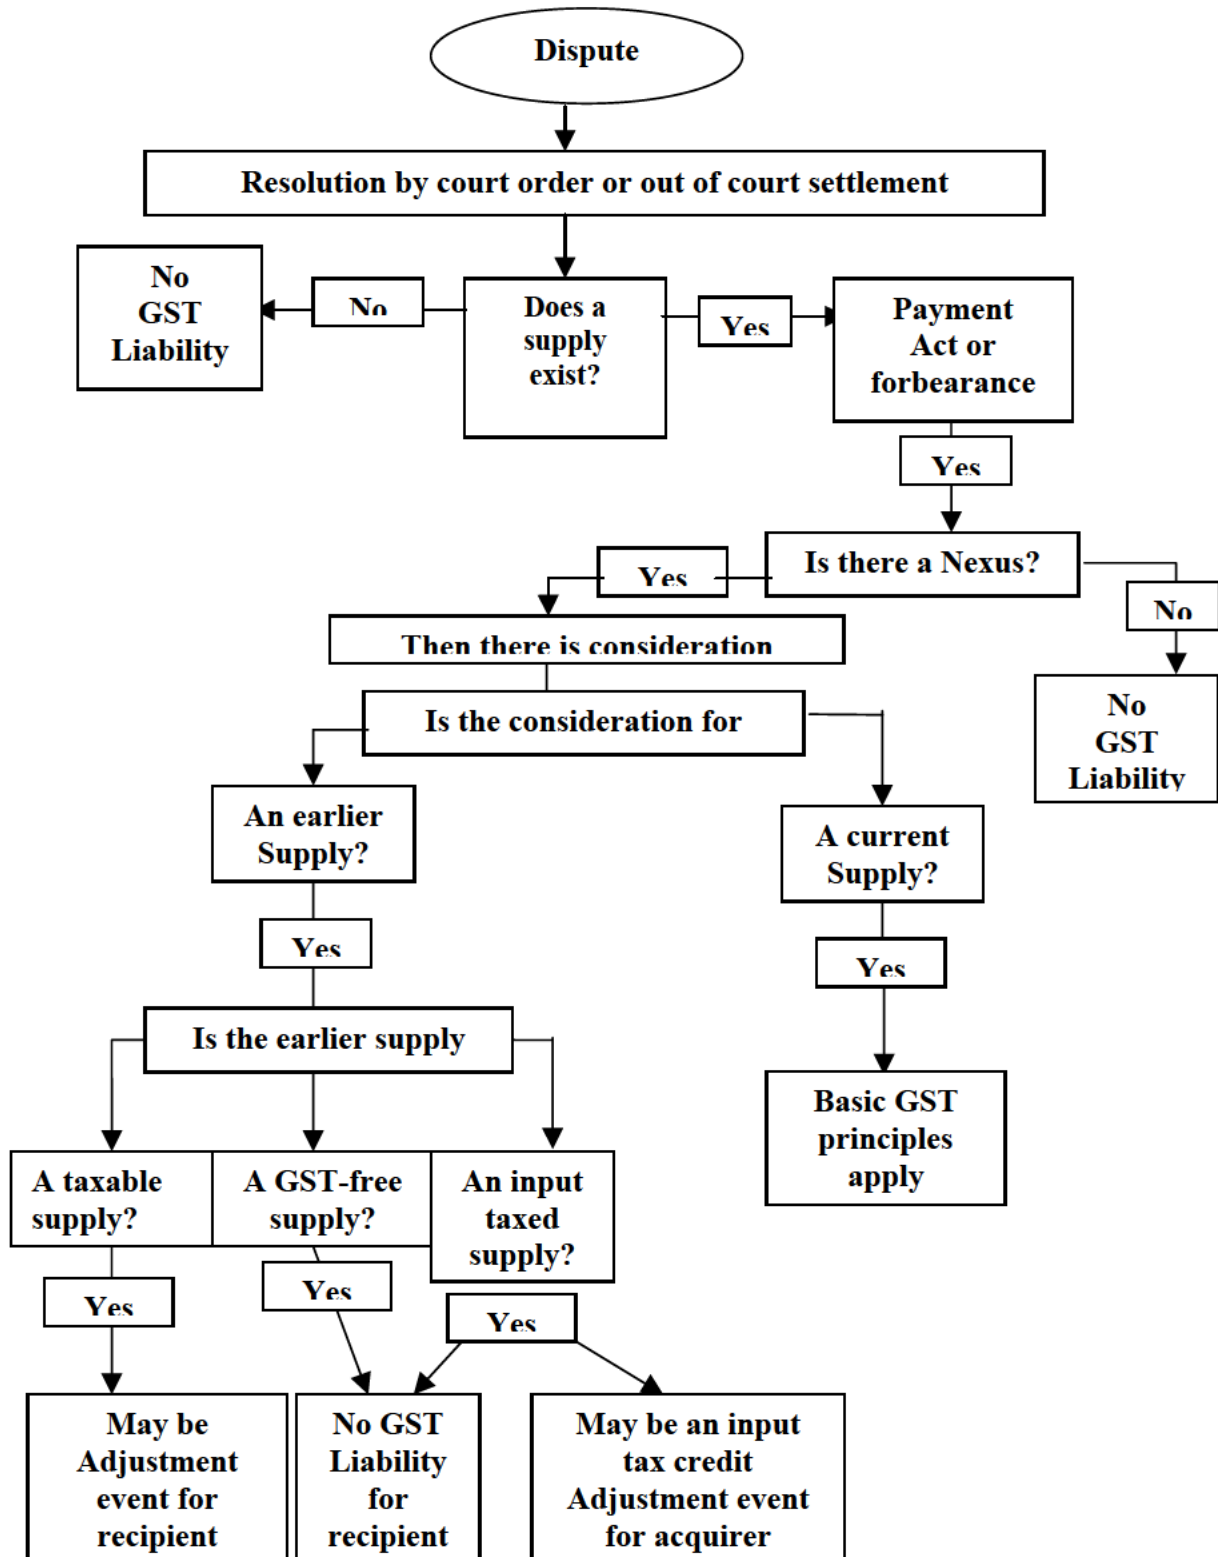 Dispute
Resolution by court order or out of court settlement
No
GST
Liability
No
Does a
supply
exist?
Yes
Payment
Act or
forbearance
Yes
Is there a Nexus?
Yes
No
Then there is consideration
No
GST
Liability
Is the consideration for
An earlier
Supply?
A current
Supply?
Yes
Yes
Is the earlier supply
Basic GST
principles
apply
A taxable
supply?
A GST-free
supply?
An input
taxed
supply?
Yes
Yes
Yes
May be
Adjustment
event for
recipient
No GST
Liability
for
recipient
May be an input
tax credit
Adjustment event
for acquirer